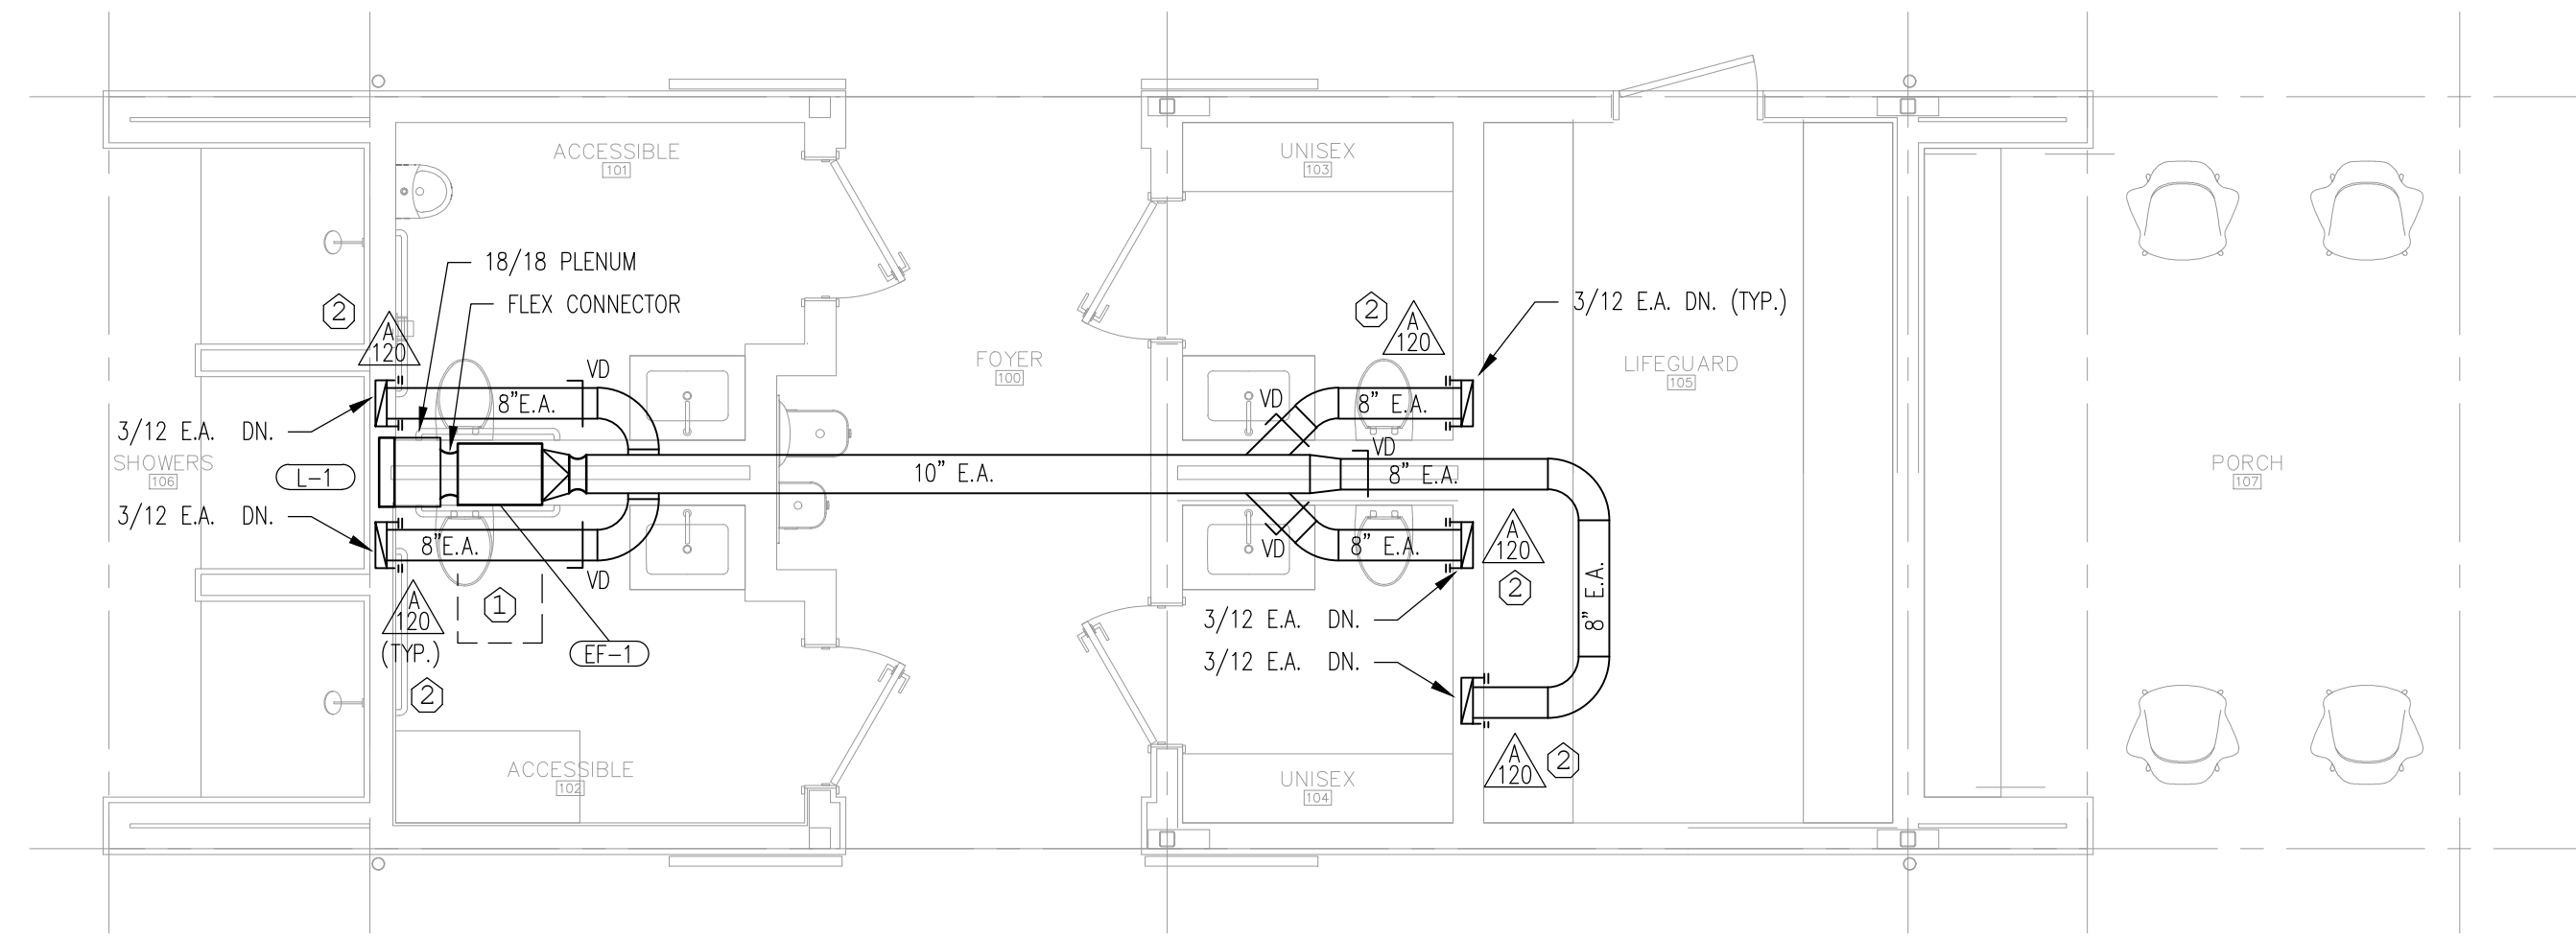 ACCESSIBLE
101
UNISEX
103
18/18 PLENUM
FLEX CONNECTOR
2
A
120
2
A
120
3/12 E.A. DN. (TYP.)
FOYER
100
LIFEGUARD
105
VD
8"E.A.
VD
8" E.A.
3/12 E.A. DN.
SHOWERS
106
L-1
10" E.A.
VD
8" E.A.
PORCH
107
3/12 E.A. DN.
8"E.A.
VD
VD
8" E.A.
A
120
2
A
120
(TYP.)
2
1
EF-1
3/12 E.A. DN.
3/12 E.A. DN.
8" E.A.
A
120
2
ACCESSIBLE
102
UNISEX
104